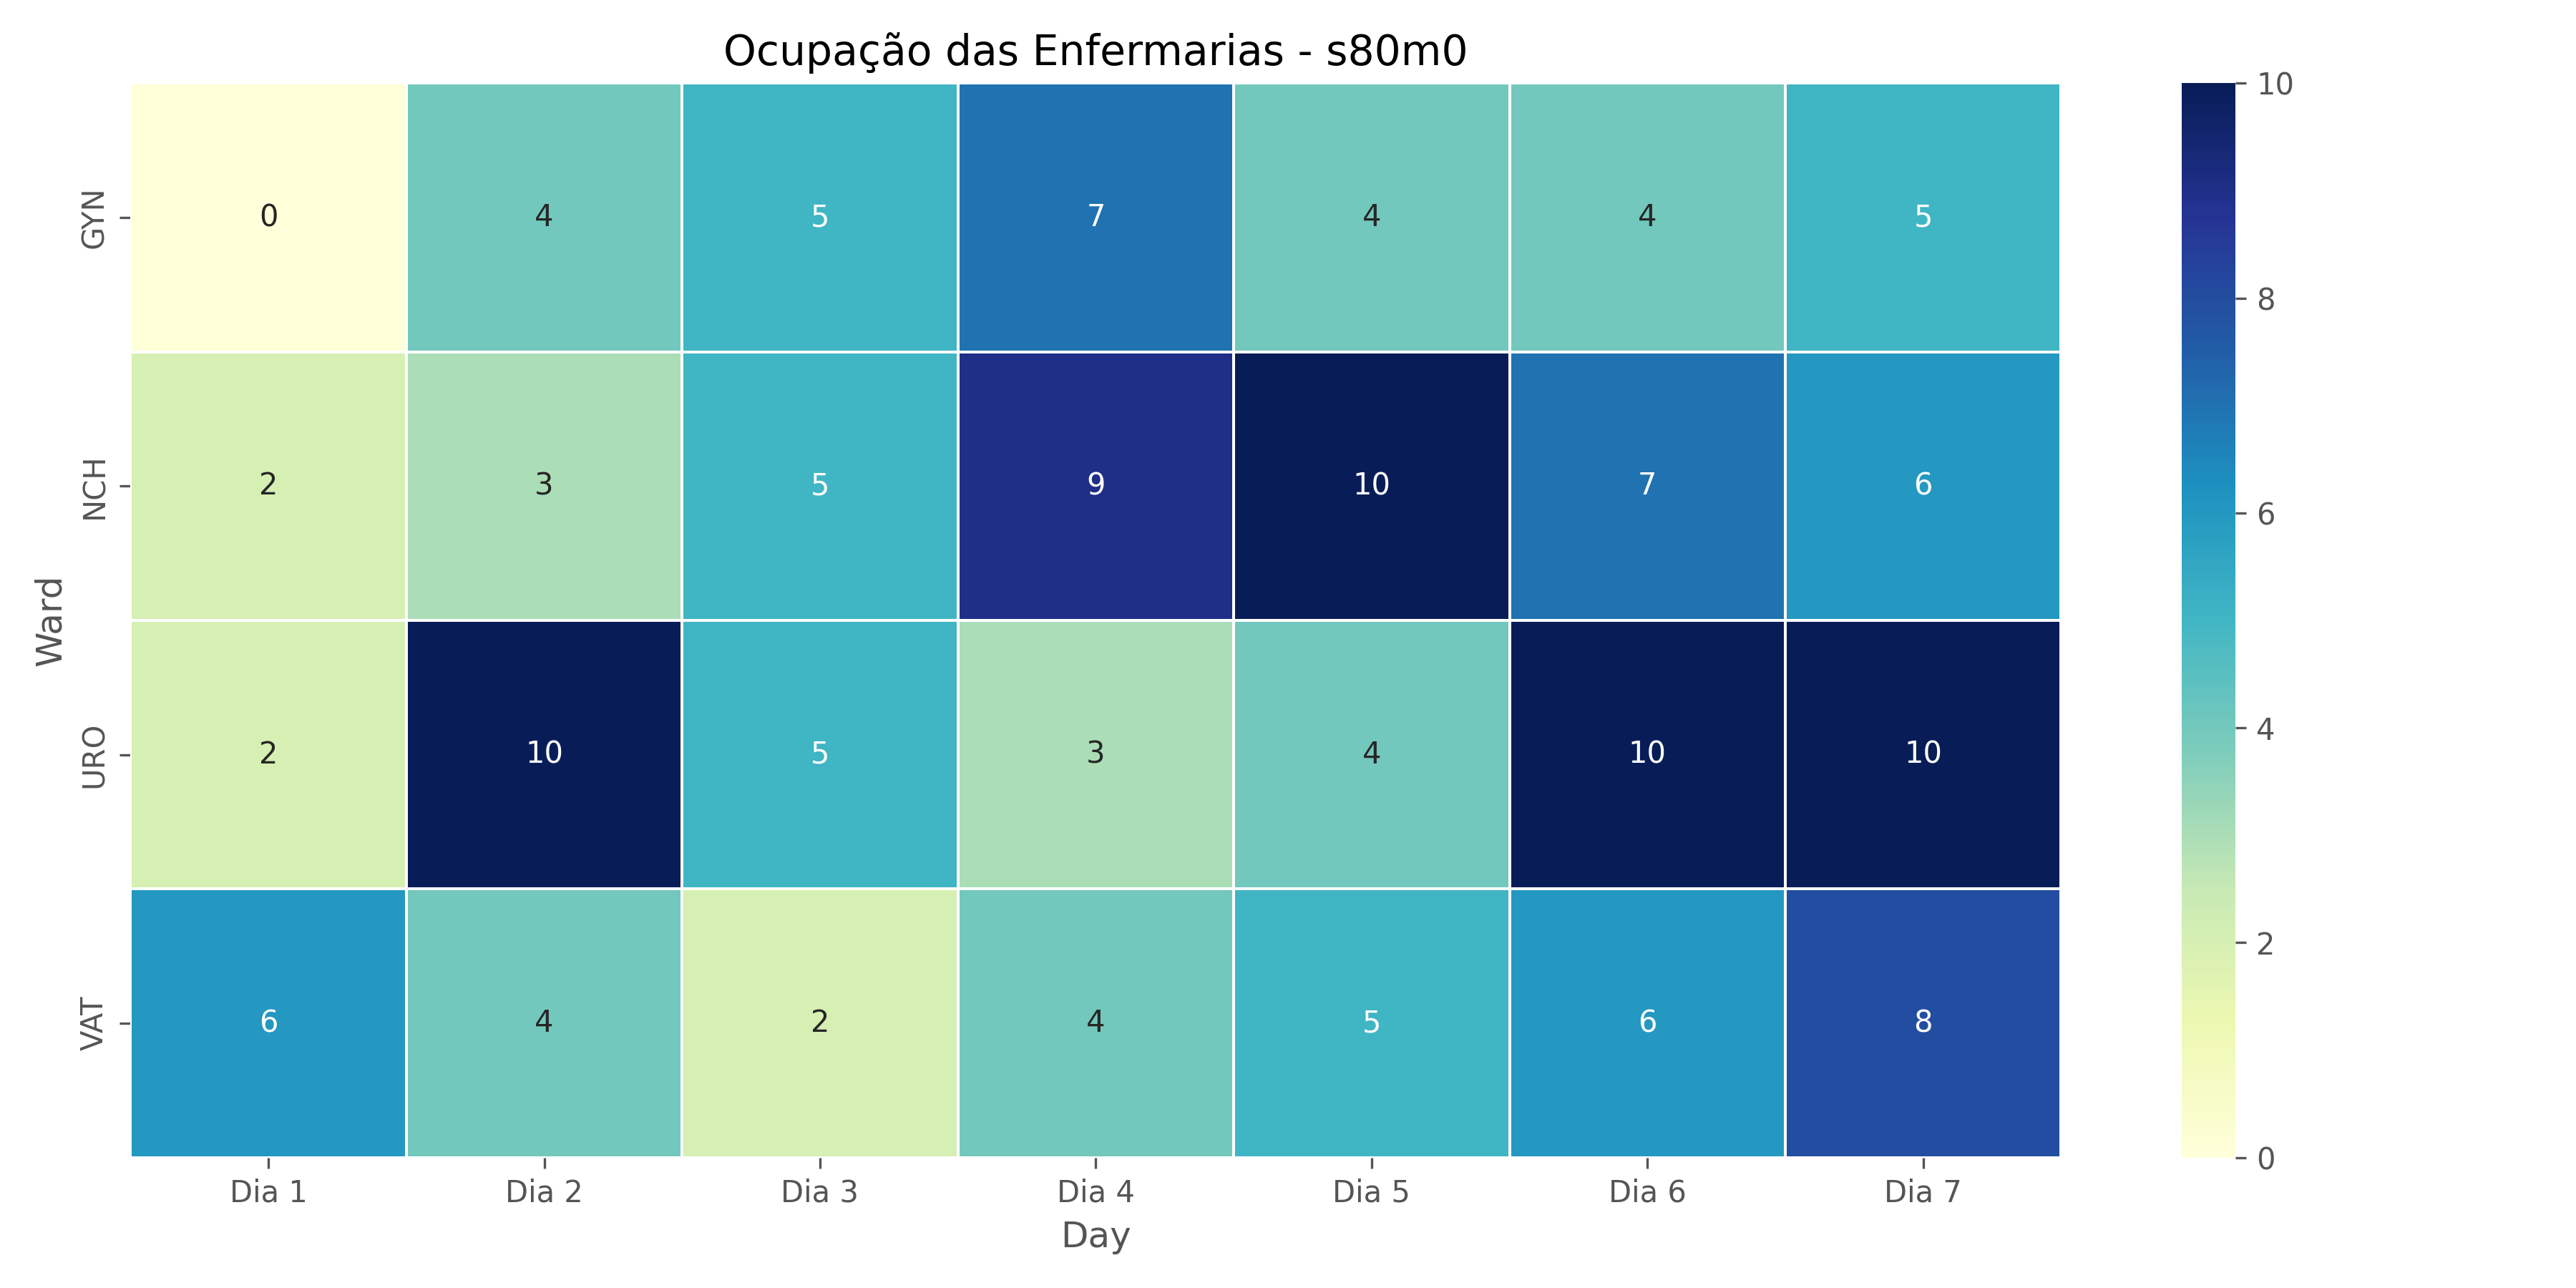 Ocupação das Enfermarias - s80m0
Ward
GYN 0 4 5 7 4 4 5
NCH 2 3 5 9 10 7 6
URO 2 10 5 3 4 10 10
VAT 6 4 2 4 5 6 8
Dia 1 Dia 2 Dia 3 Dia 4 Dia 5 Dia 6 Dia 7
Day
10
8
6
4
2
0